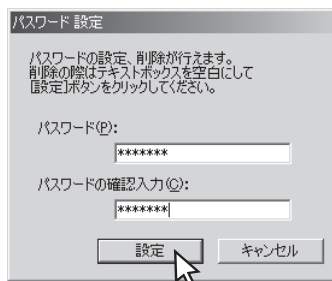 パスワード 設定
パスワードの設定、削除が行えます。
削除の際はテキストボックスを空白にして
[設定]ボタンをクリックしてください。
パスワード(P):
*******
パスワードの確認入力(C):
*******
設定
キャンセル